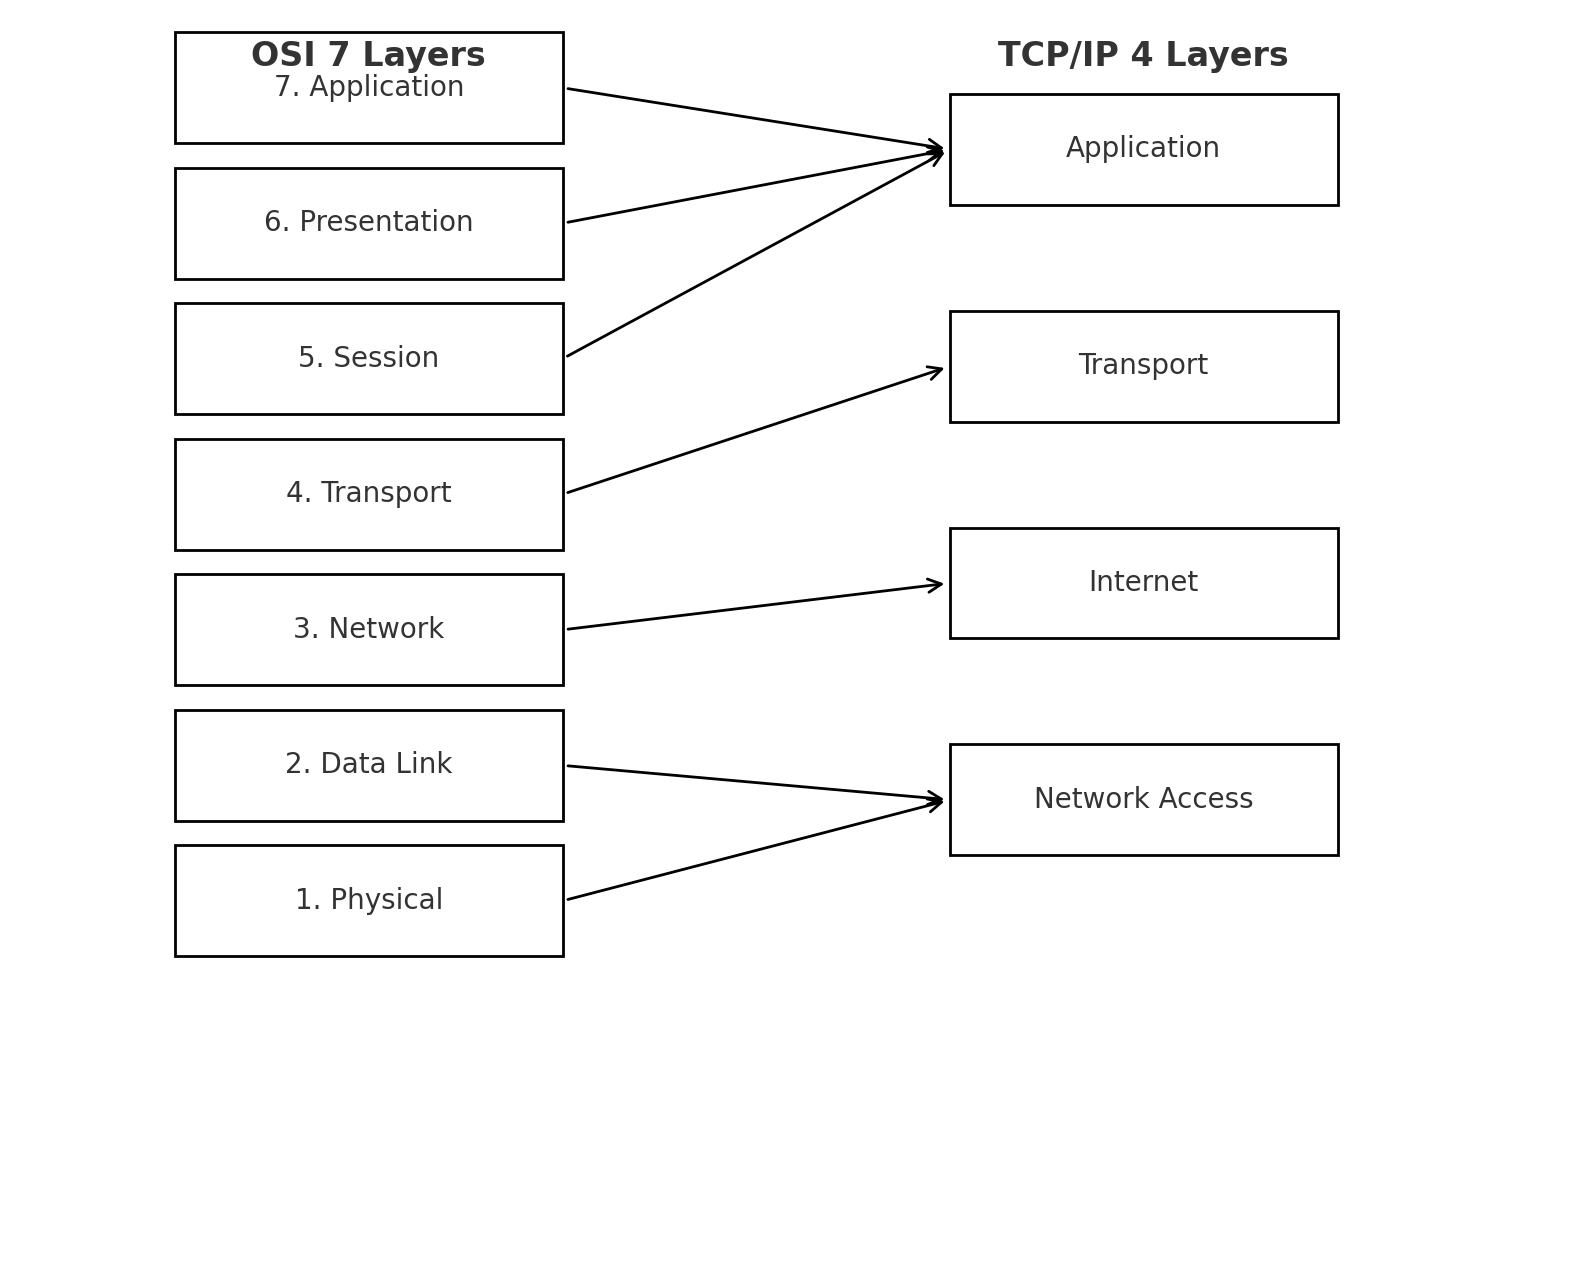 OSI 7 Layers
7. Application
6. Presentation
5. Session
4. Transport
3. Network
2. Data Link
1. Physical
TCP/IP 4 Layers
Application
Transport
Internet
Network Access